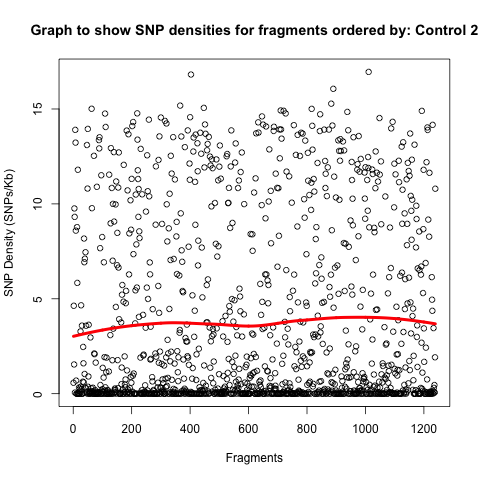 Graph to show SNP densities for fragments ordered by: Control 2
SNP Density (SNPs/Kb)
15
10
5
0
0 200 400 600 800 1000 1200
Fragments